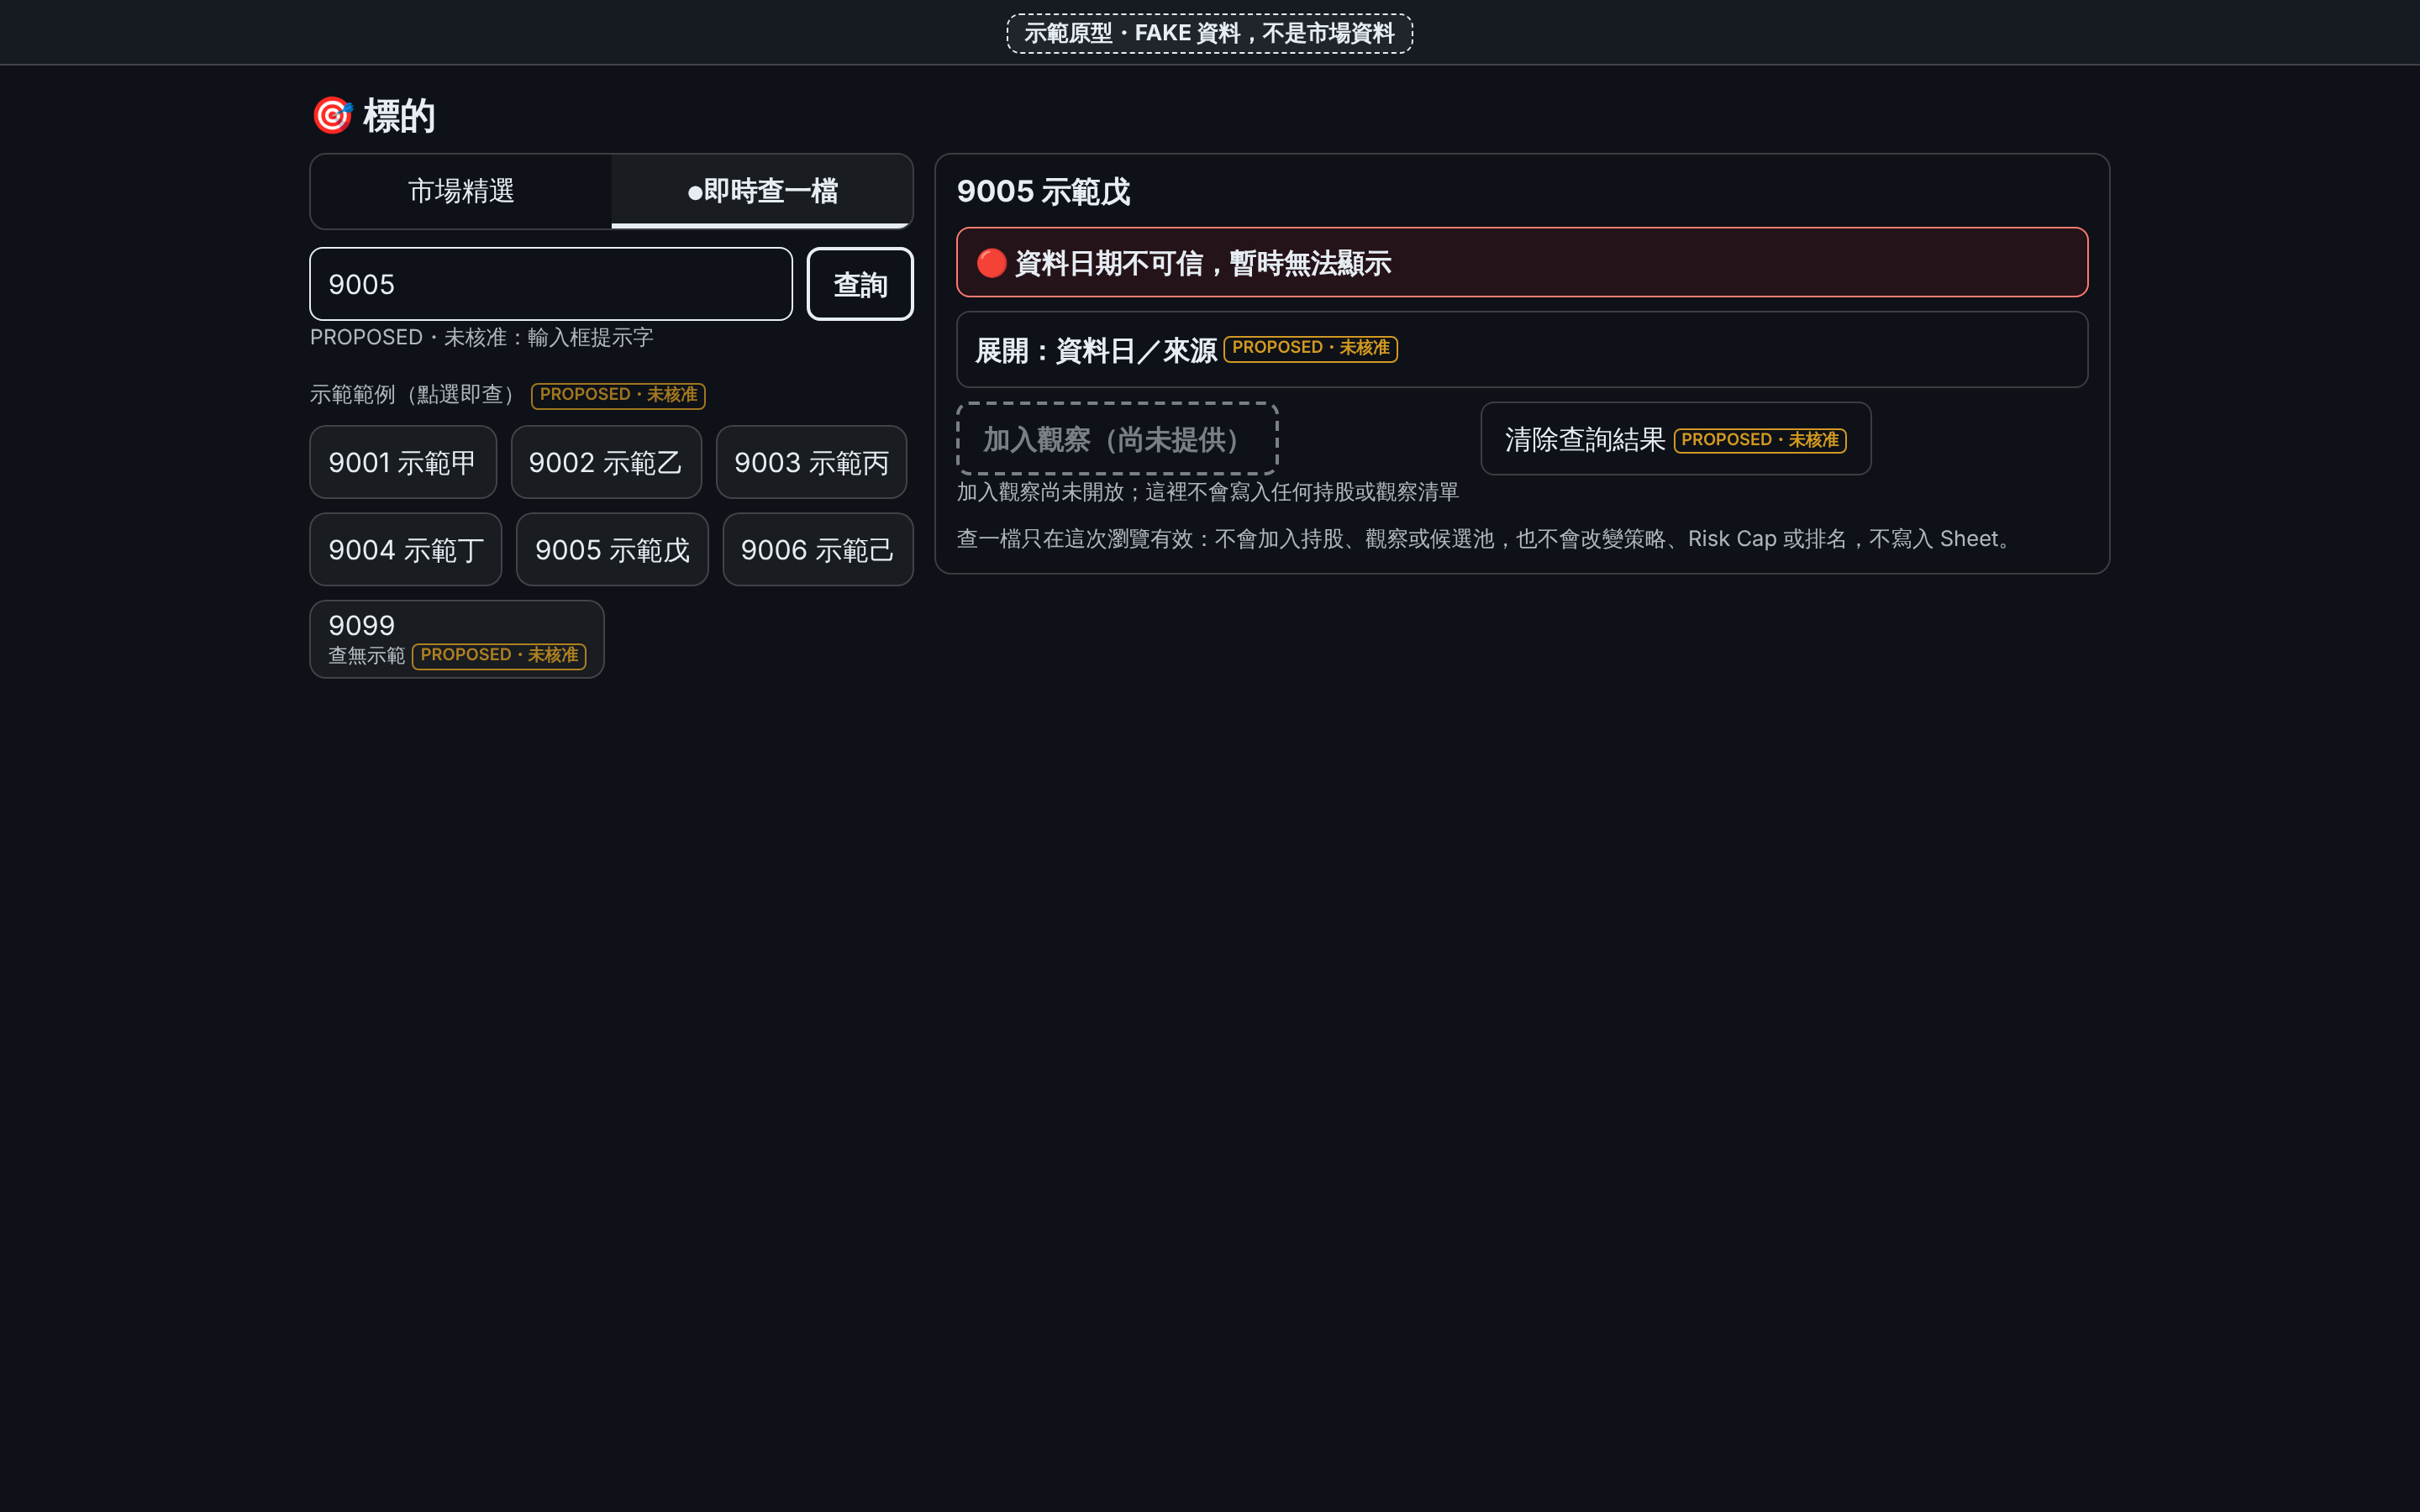 示範原型・FAKE 資料，不是市場資料
🎯 標的
市場精選
●即時查一檔
9005
查詢
PROPOSED・未核准：輸入框提示字
示範範例（點選即查） PROPOSED・未核准
9001 示範甲
9002 示範乙
9003 示範丙
9004 示範丁
9005 示範戊
9006 示範己
9099
查無示範 PROPOSED・未核准
9005 示範戊
🔴 資料日期不可信，暫時無法顯示
展開：資料日／來源 PROPOSED・未核准
加入觀察（尚未提供）
清除查詢結果 PROPOSED・未核准
加入觀察尚未開放；這裡不會寫入任何持股或觀察清單
查一檔只在這次瀏覽有效：不會加入持股、觀察或候選池，也不會改變策略、Risk Cap 或排名，不寫入 Sheet。